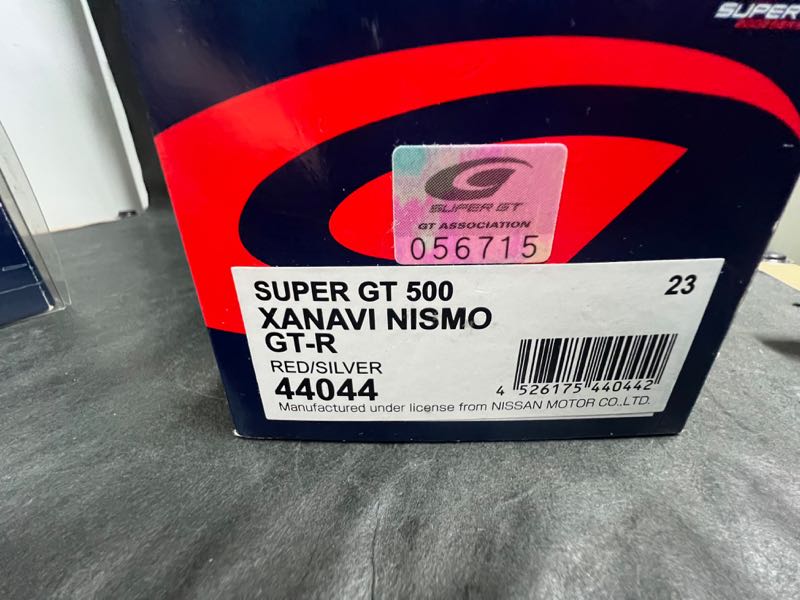 SUPER
SUPER GT
GT ASSOCIATION
056715
SUPER GT 500
23
XANAVI NISMO
GT-R
RED/SILVER
44044
4 526175 440442
Manufactured under license from NISSAN MOTOR CO.,LTD.